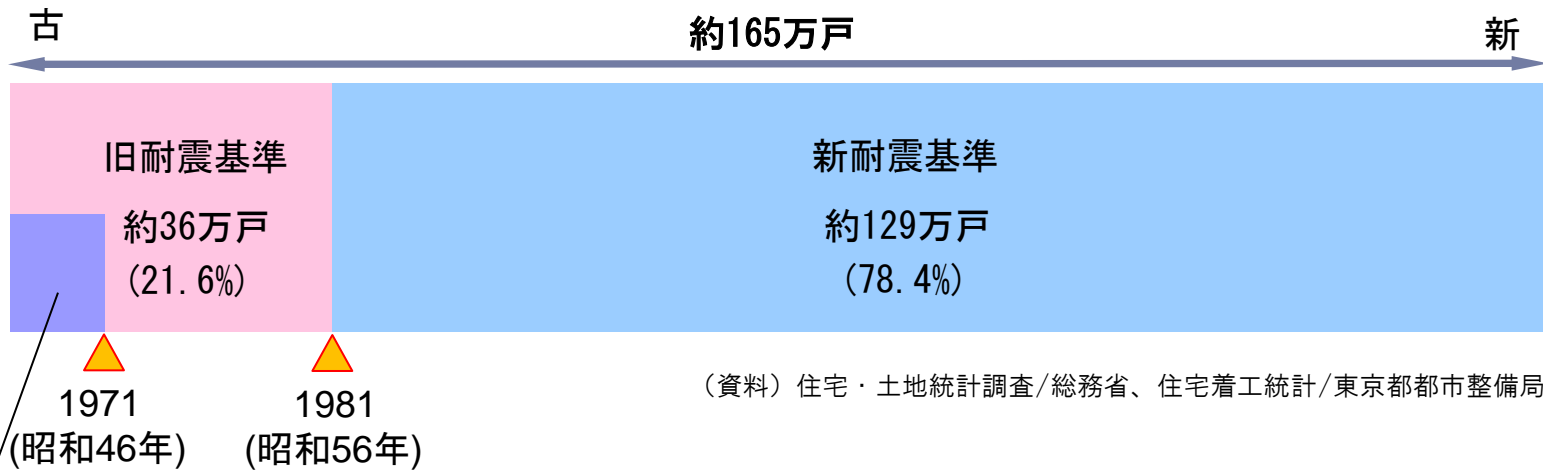 古
約165万戸
新
旧耐震基準
約36万戸
(21.6%)
新耐震基準
約129万戸
(78.4%)
1971
(昭和46年)
1981
(昭和56年)
（資料）住宅・土地統計調査/総務省、住宅着工統計/東京都都市整備局